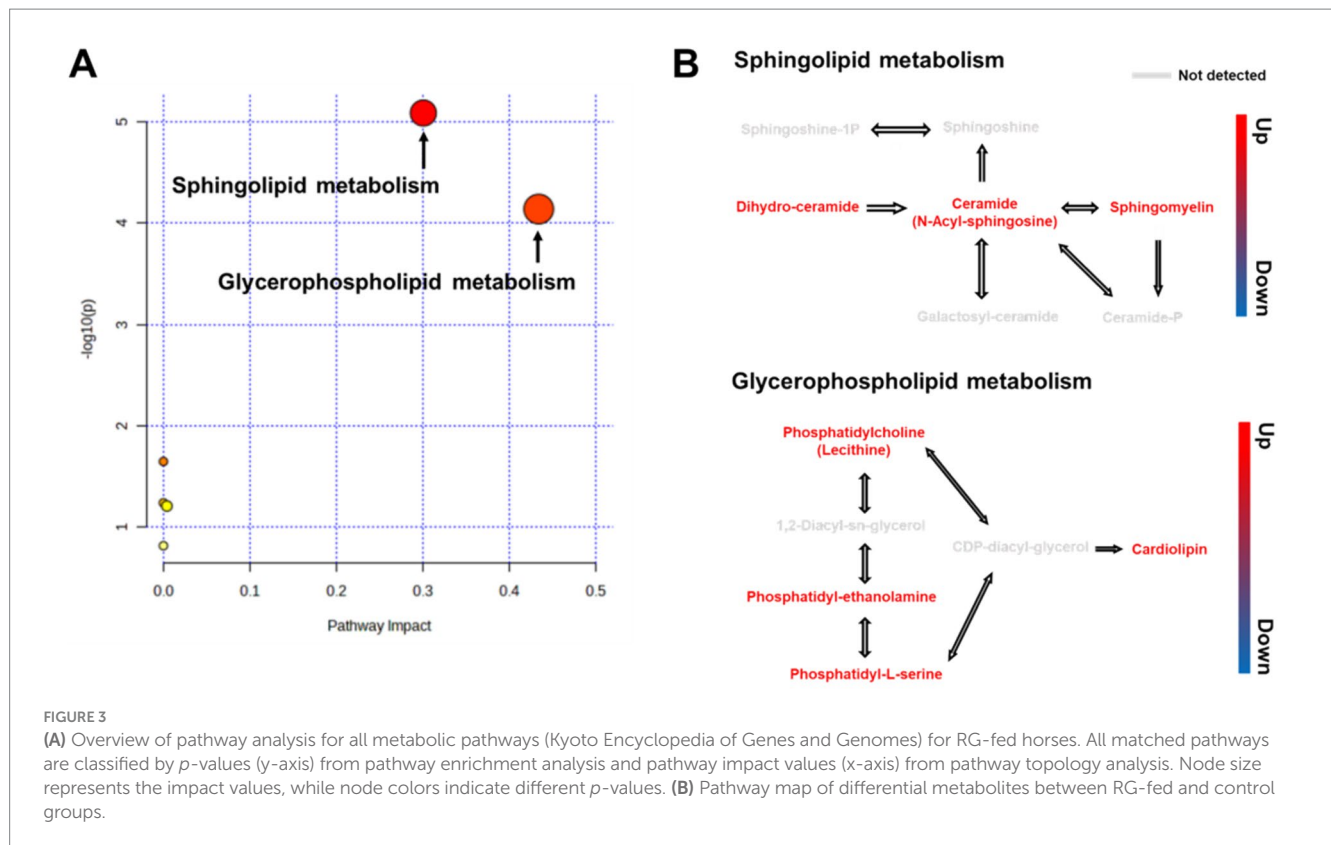 A
5
4
3
2
1
-log10(p)
Sphingolipid metabolism
Glycerophospholipid metabolism
0.0 0.1 0.2 0.3 0.4 0.5
Pathway Impact
B
Sphingolipid metabolism
Not detected
Sphingoshine-1P
Sphingoshine
Dihydro-ceramide
Ceramide
(N-Acyl-sphingosine)
Sphingomyelin
Galactosyl-ceramide
Ceramide-P
Up
Down
Glycerophospholipid metabolism
Phosphatidylcholine
(Lecithine)
1,2-Diacyl-sn-glycerol
CDP-diacyl-glycerol
Cardiolipin
Phosphatidyl-ethanolamine
Phosphatidyl-L-serine
Up
Down
FIGURE 3
(A) Overview of pathway analysis for all metabolic pathways (Kyoto Encyclopedia of Genes and Genomes) for RG-fed horses. All matched pathways
are classified by p-values (y-axis) from pathway enrichment analysis and pathway impact values (x-axis) from pathway topology analysis. Node size
represents the impact values, while node colors indicate different p-values. (B) Pathway map of differential metabolites between RG-fed and control
groups.